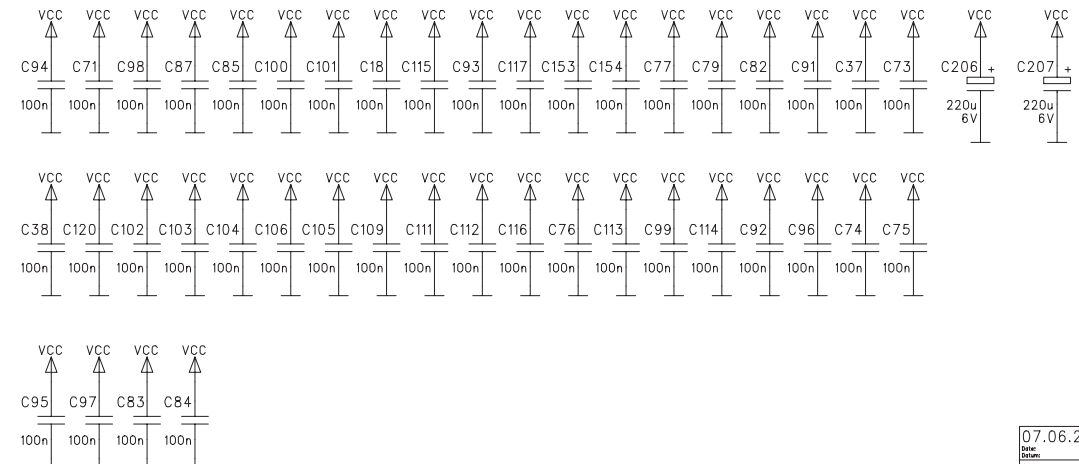 VCC VCC VCC VCC VCC VCC VCC VCC VCC VCC VCC VCC VCC VCC VCC VCC VCC VCC VCC VCC VCC
C94 C71 C98 C87 C85 C100 C101 C18 C115 C93 C117 C153 C154 C77 C79 C82 C91 C37 C73 C206 + C207 +
100n 100n 100n 100n 100n 100n 100n 100n 100n 100n 100n 100n 100n 100n 100n 100n 100n 100n 100n 220u 220u
6V 6V
VCC VCC VCC VCC VCC VCC VCC VCC VCC VCC VCC VCC VCC VCC VCC VCC VCC VCC VCC
C38 C120 C102 C103 C104 C106 C105 C109 C111 C112 C116 C76 C113 C99 C114 C92 C96 C74 C75
100n 100n 100n 100n 100n 100n 100n 100n 100n 100n 100n 100n 100n 100n 100n 100n 100n 100n 100n
VCC VCC VCC VCC
C95 C97 C83 C84
100n 100n 100n 100n
07.06.2
Date:
Datum: